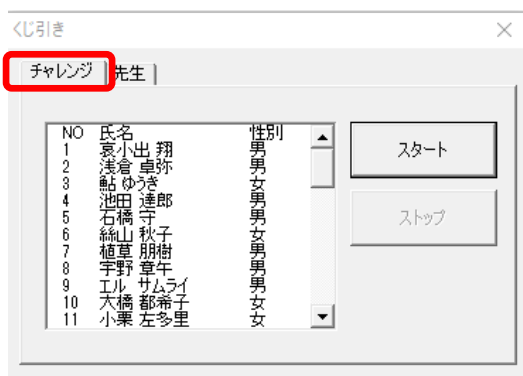 くじ引き
チャレンジ 先生
NO 氏名 性別
1 哀小出 翔 男
2 浅倉 卓弥 男
3 鮎 ゆうき 女
4 池田 達郎 男
5 石橋 守 男
6 絲山 秋子 女
7 植草 朋樹 男
8 宇野 章午 男
9 エル サムライ 男
10 大橋 都希子 女
11 小栗 左多里 女
スタート
ストップ